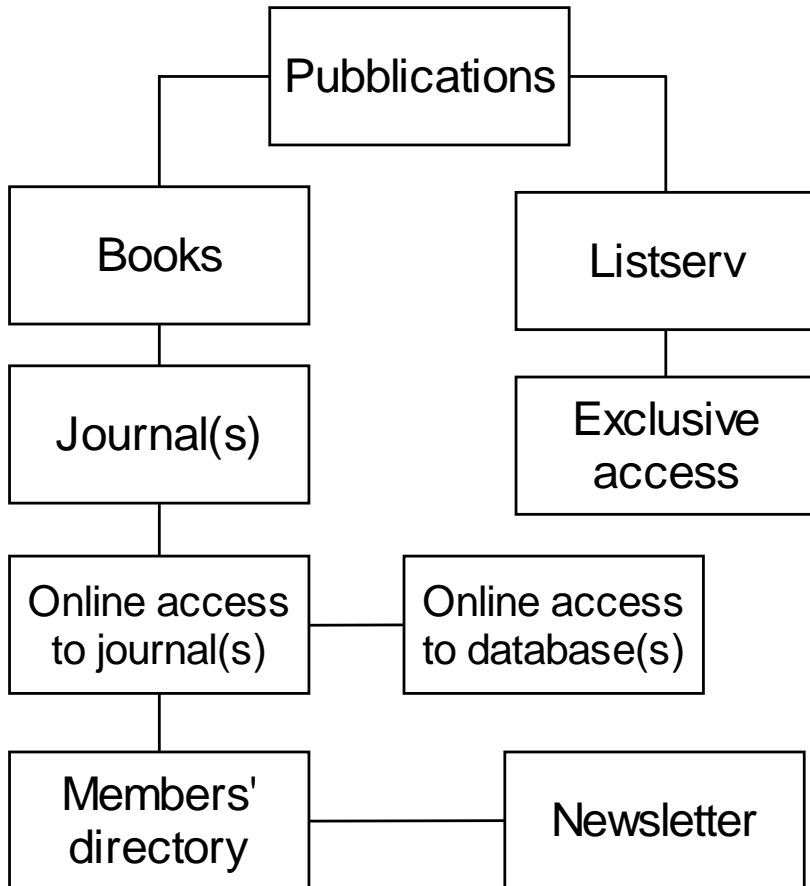 Pubblications
Books
Listserv
Journal(s)
Exclusive
access
Online access
to journal(s)
Online access
to database(s)
Members'
directory
Newsletter